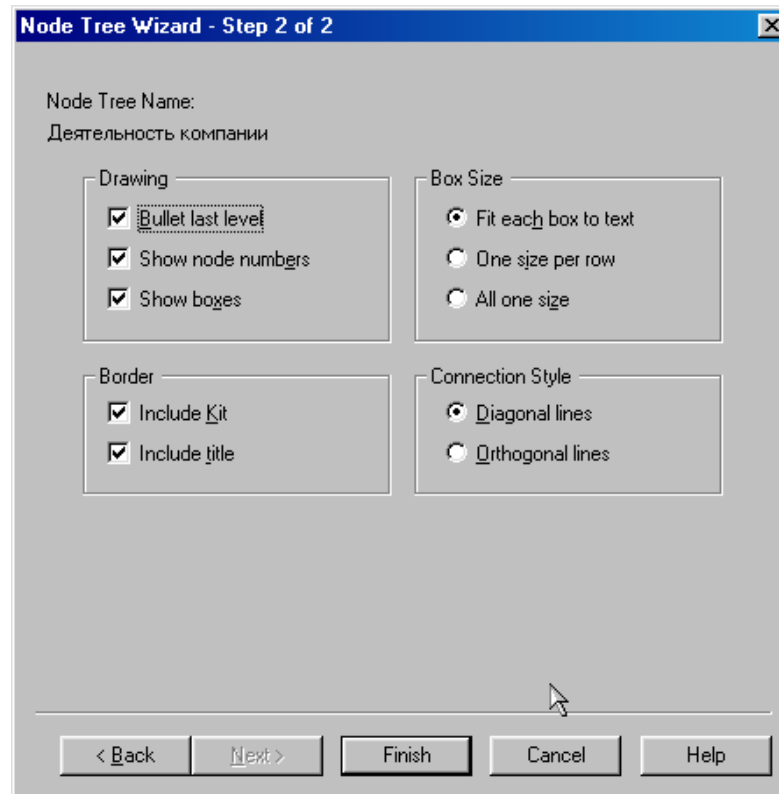 Node Tree Wizard - Step 2 of 2
Node Tree Name:
Деятельность компании
Drawing
Bullet last level
Show node numbers
Show boxes
Box Size
Fit each box to text
One size per row
All one size
Border
Include Kit
Include title
Connection Style
Diagonal lines
Orthogonal lines
< Back
Next >
Finish
Cancel
Help